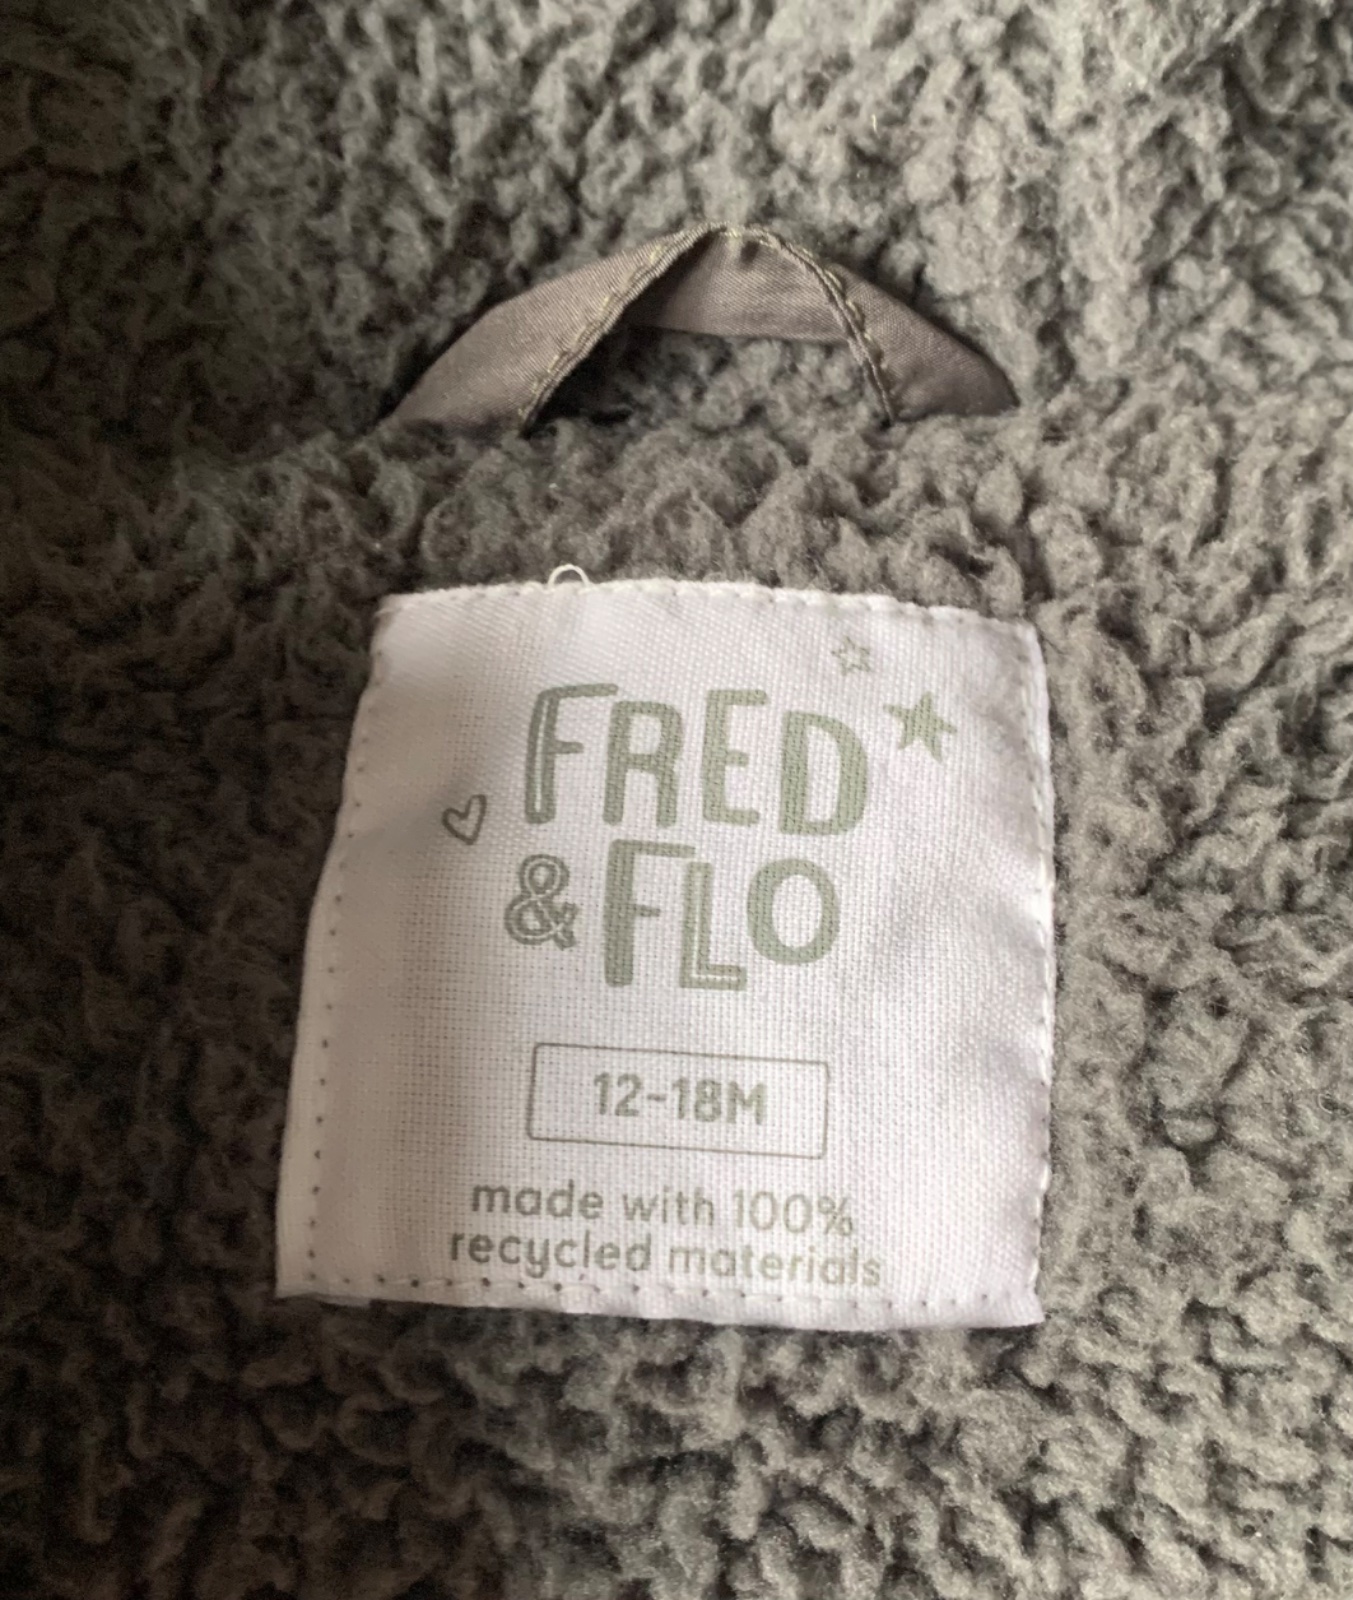 FRED
& FLO
12-18M
made with 100%
recycled materials